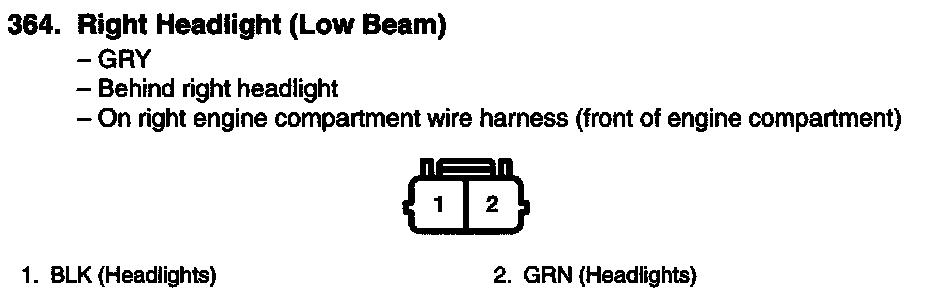 364. Right Headlight (Low Beam)
– GRY
– Behind right headlight
– On right engine compartment wire harness (front of engine compartment)
1 2
1. BLK (Headlights) 2. GRN (Headlights)